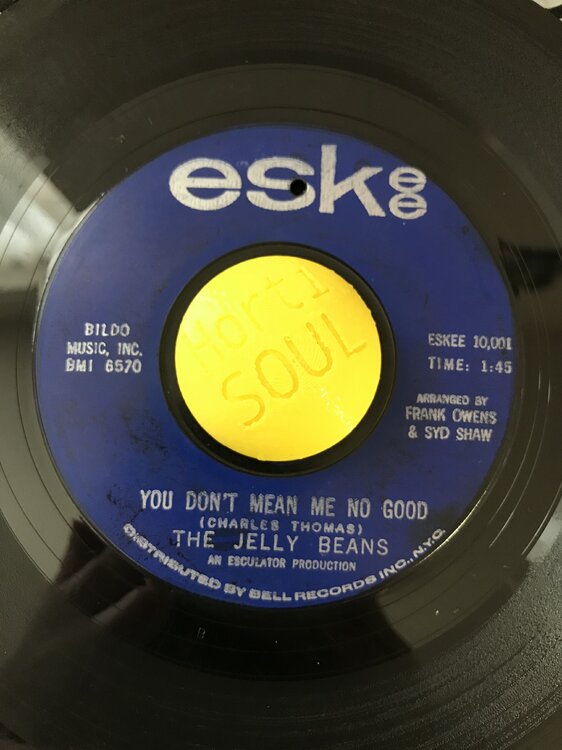 eskee
BILDO
MUSIC, INC.
BMI 6570
ESKEE 10,001
TIME: 1:45
ARRANGED BY
FRANK OWENS
& SYD SHAW
Horti
SOUL
YOU DON'T MEAN ME NO GOOD
(CHARLES THOMAS)
THE JELLY BEANS
AN ESCULATOR PRODUCTION
DISTRIBUTED BY BELL RECORDS INC., N.Y.C.
B